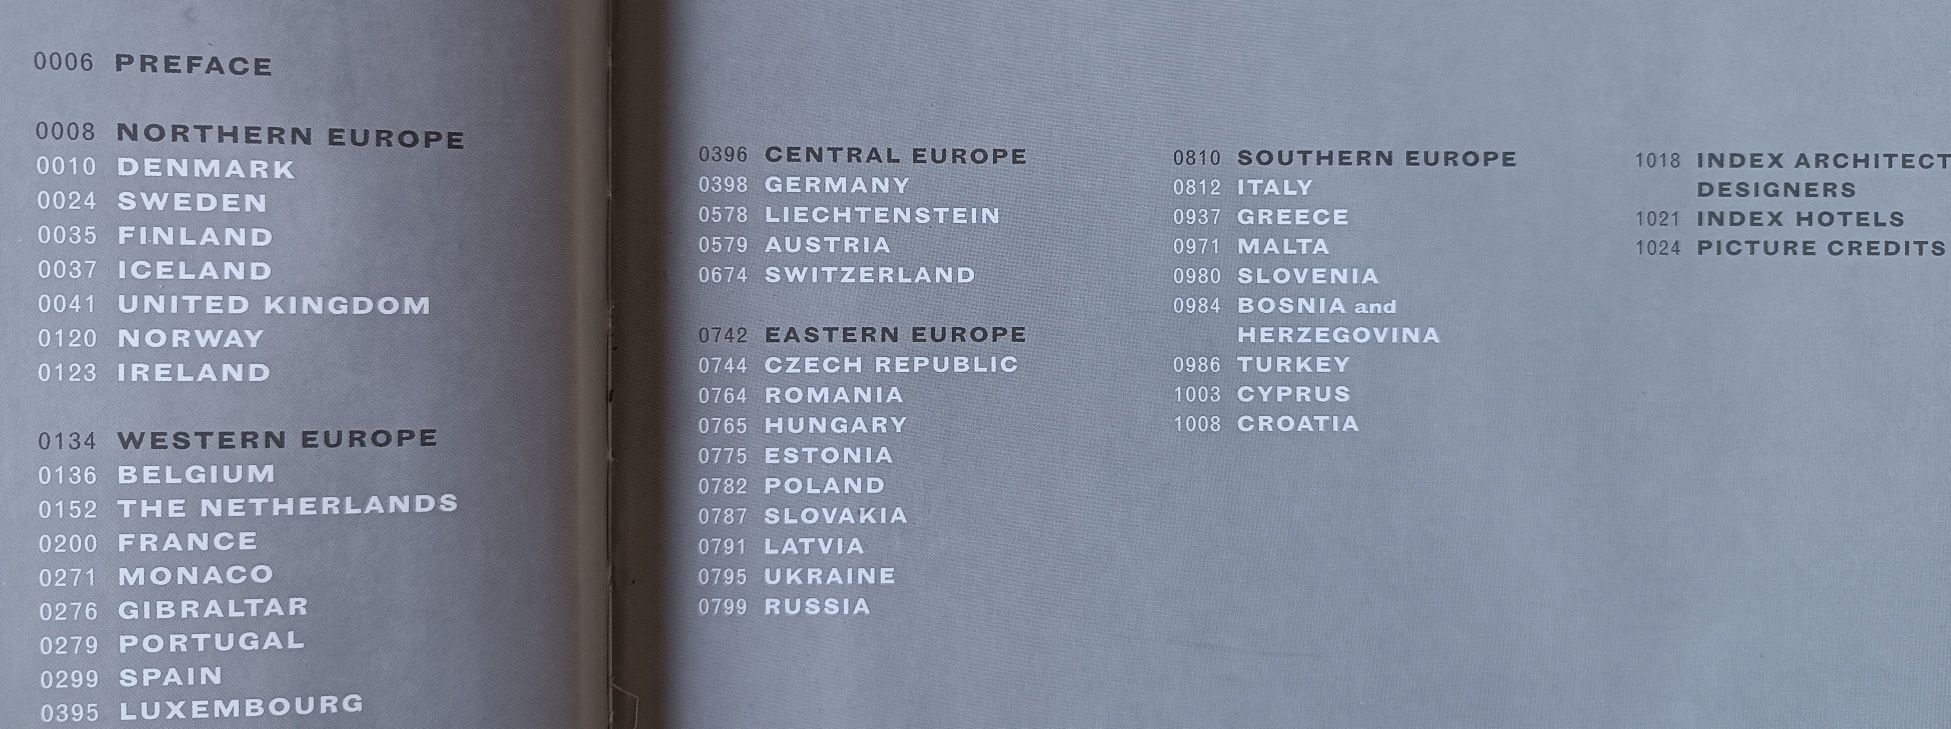 0006 PREFACE
0008 NORTHERN EUROPE
0010 DENMARK
0024 SWEDEN
0035 FINLAND
0037 ICELAND
0041 UNITED KINGDOM
0120 NORWAY
0123 IRELAND
0134 WESTERN EUROPE
0136 BELGIUM
0152 THE NETHERLANDS
0200 FRANCE
0271 MONACO
0276 GIBRALTAR
0279 PORTUGAL
0299 SPAIN
0395 LUXEMBOURG
0396 CENTRAL EUROPE
0398 GERMANY
0578 LIECHTENSTEIN
0579 AUSTRIA
0674 SWITZERLAND
0742 EASTERN EUROPE
0744 CZECH REPUBLIC
0764 ROMANIA
0765 HUNGARY
0775 ESTONIA
0782 POLAND
0787 SLOVAKIA
0791 LATVIA
0795 UKRAINE
0799 RUSSIA
0810 SOUTHERN EUROPE
0812 ITALY
0937 GREECE
0971 MALTA
0980 SLOVENIA
0984 BOSNIA and
HERZEGOVINA
0986 TURKEY
1003 CYPRUS
1008 CROATIA
1018 INDEX ARCHITECT
DESIGNERS
1021 INDEX HOTELS
1024 PICTURE CREDITS